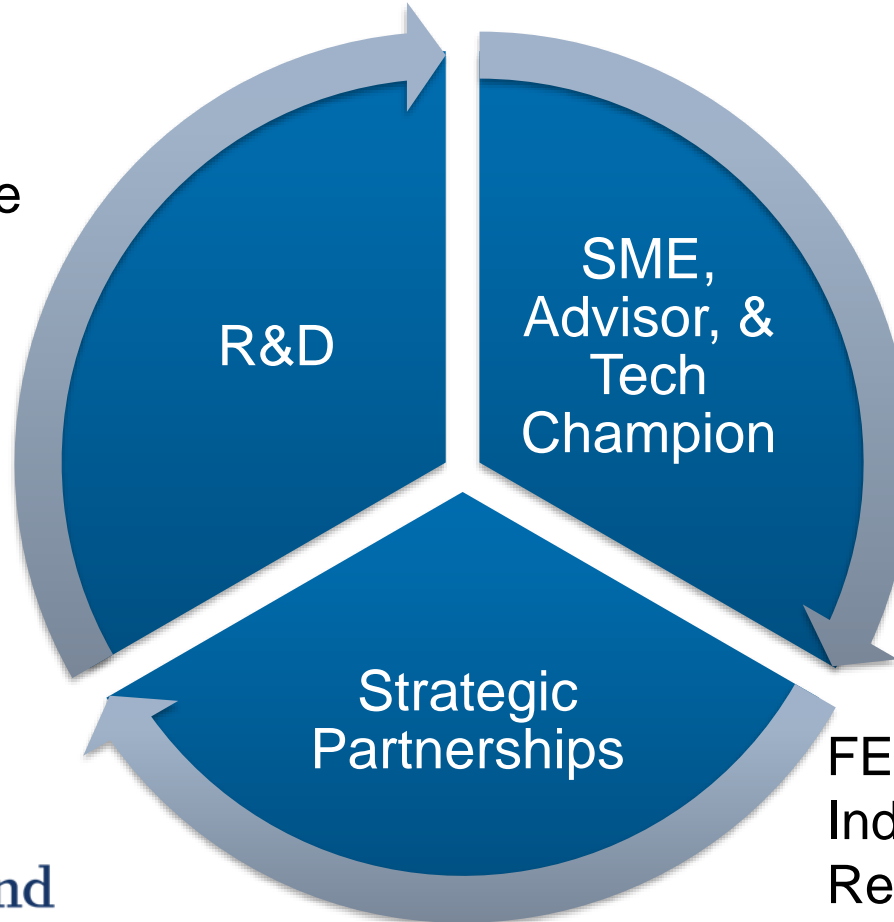 e
R&D
SME,
Advisor, &
Tech
Champion
Strategic
Partnerships
FE
Ind
Re
nd